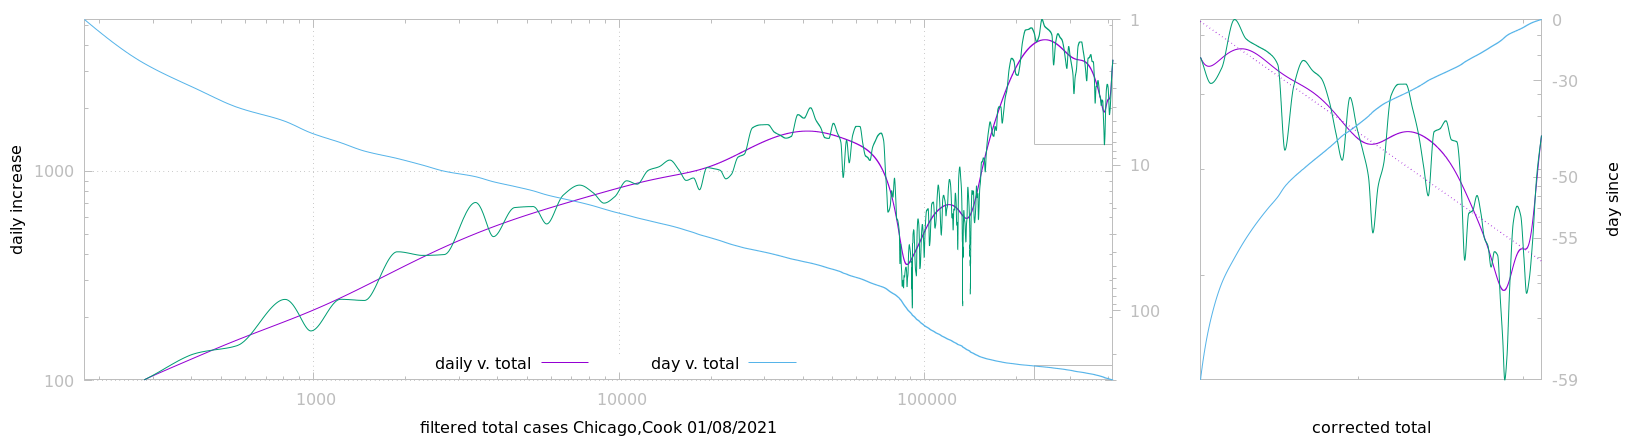 daily increase
1000
100
daily v. total
day v. total
1000
10000
100000
filtered total cases Chicago,Cook 01/08/2021
1
10
100
0
-30
-50
-55
-59
day since
corrected total